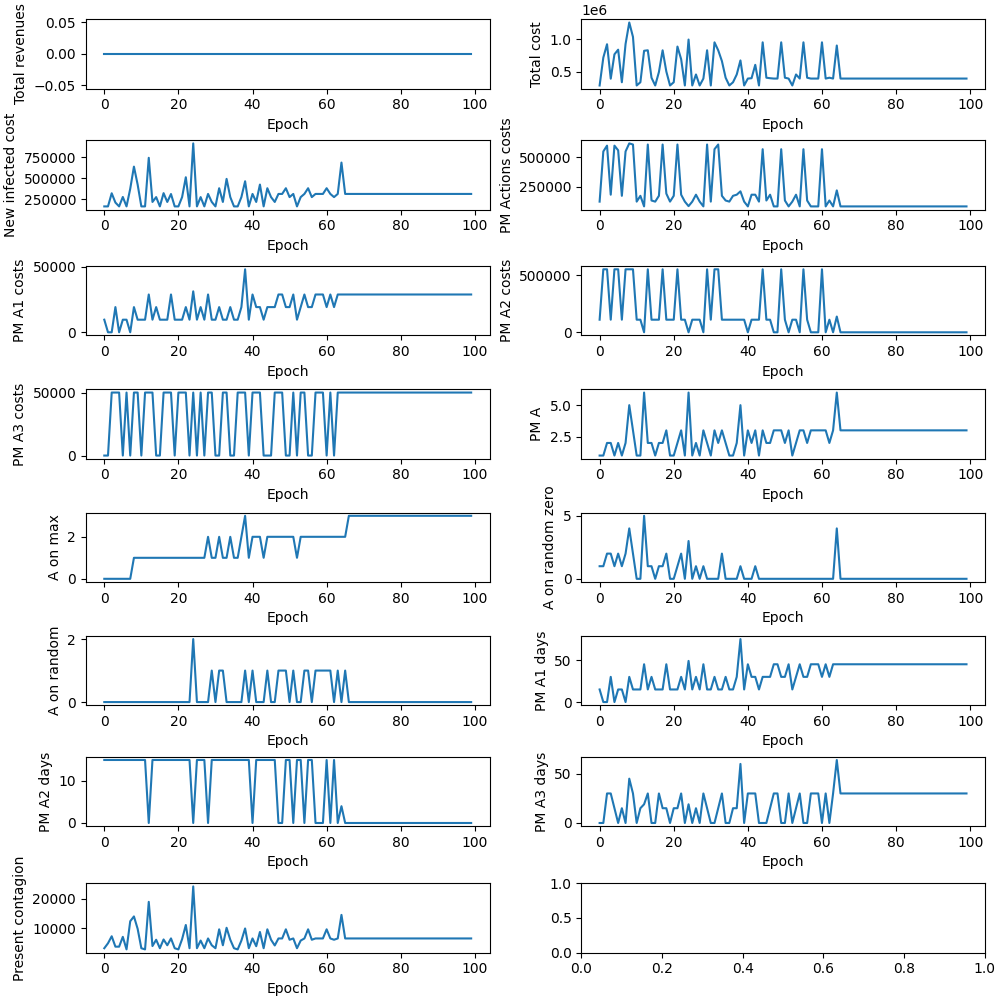 Total revenues
0.05
0.00
−0.05
0 20 40 60 80 100
Epoch
1e6
Total cost
1.0
0.5
0 20 40 60 80 100
Epoch
New infected cost
750000
500000
250000
0 20 40 60 80 100
Epoch
PM Actions costs
500000
250000
0 20 40 60 80 100
Epoch
PM A1 costs
50000
0
0 20 40 60 80 100
Epoch
PM A2 costs
500000
0
0 20 40 60 80 100
Epoch
PM A3 costs
50000
0
0 20 40 60 80 100
Epoch
PM A
5.0
2.5
0 20 40 60 80 100
Epoch
A on max
2
0
0 20 40 60 80 100
Epoch
A on random zero
5
0
0 20 40 60 80 100
Epoch
A on random
2
0
0 20 40 60 80 100
Epoch
PM A1 days
50
0
0 20 40 60 80 100
Epoch
PM A2 days
10
0
0 20 40 60 80 100
Epoch
PM A3 days
50
0
0 20 40 60 80 100
Epoch
Present contagion
20000
10000
0 20 40 60 80 100
Epoch
1.0
0.5
0.0
0.0 0.2 0.4 0.6 0.8 1.0